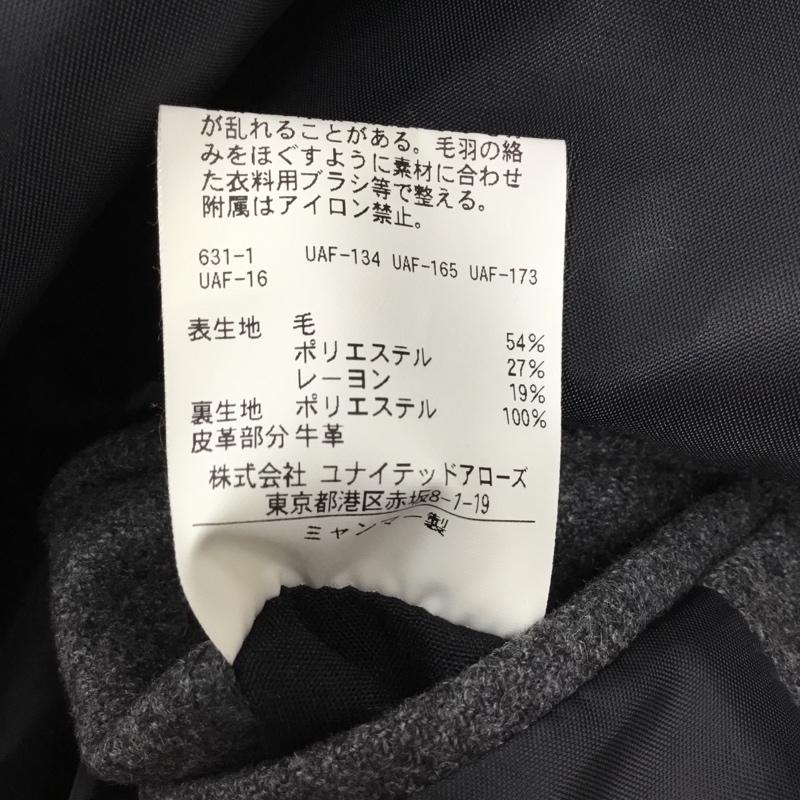 が乱れることがある。毛羽の絡
みをほぐすように素材に合わせ
た衣料用ブラシ等で整える。
附属はアイロン禁止。
631-1 UAF-134 UAF-165 UAF-173
UAF-16
表生地 毛 54%
ポリエステル 27%
レーヨン 19%
裏生地 ポリエステル 100%
皮革部分 牛革
株式会社 ユナイテッドアローズ
東京都港区赤坂8-1-19
ミャンマー製